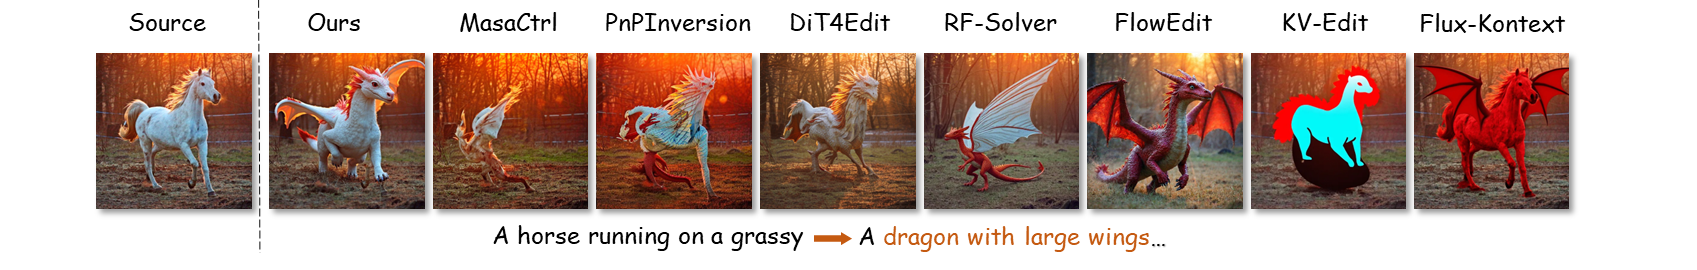 Source Ours MasaCtrl PnPInversion DiT4Edit RF-Solver FlowEdit KV-Edit Flux-Kontext
A horse running on a grassy A dragon with large wings...